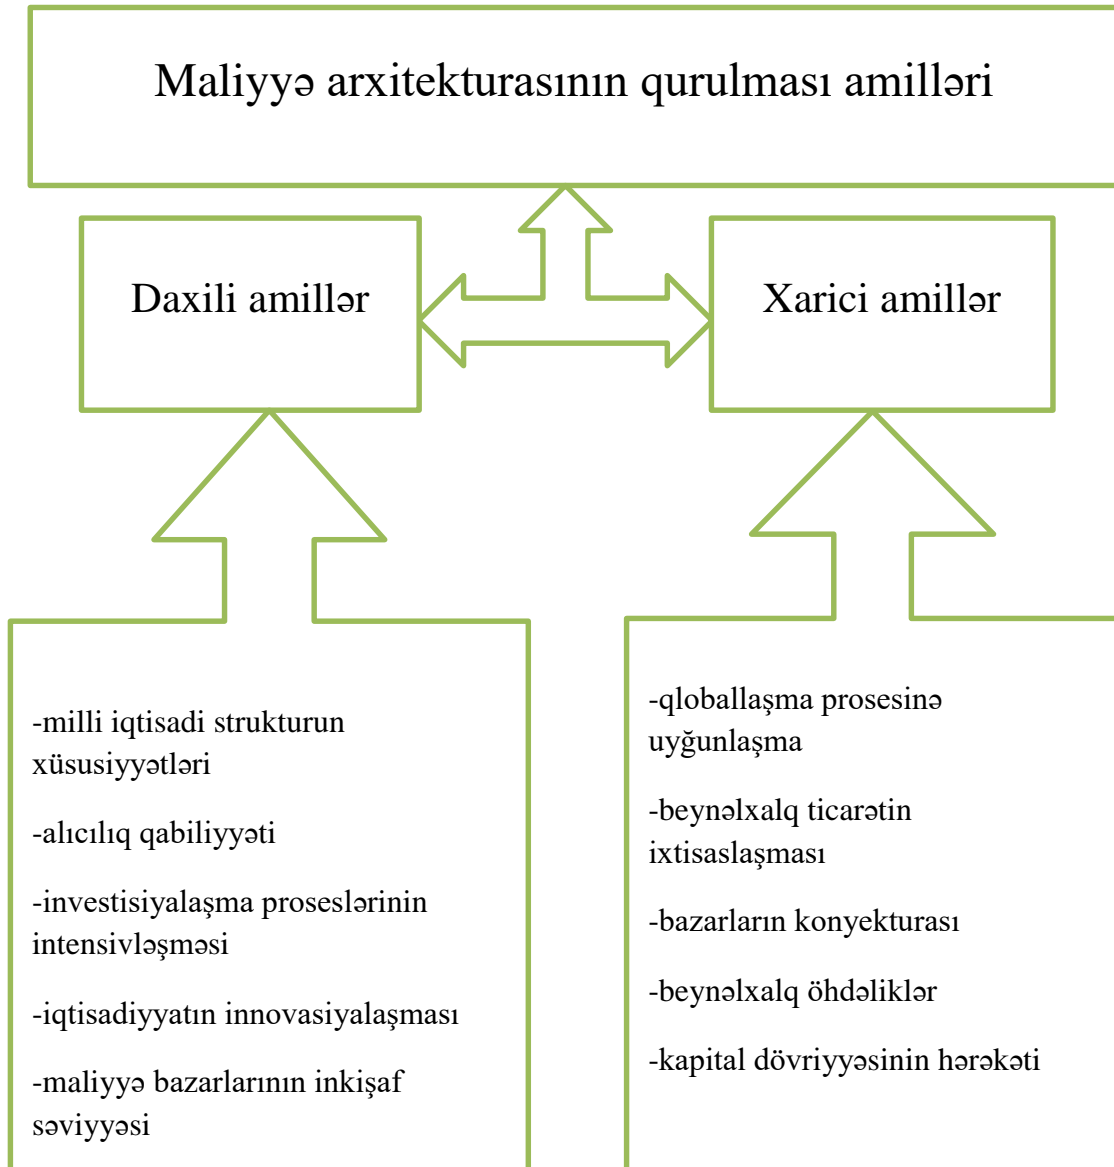 Maliyyə arxitekturasının qurulması amilləri
Daxili amillər
Xarici amillər
-milli iqtisadi strukturun
xüsusiyyətləri
-alıcılıq qabiliyyəti
-investisiyalaşma proseslərinin
intensivləşməsi
-iqtisadiyyatın innovasiyalaşması
-maliyyə bazarlarının inkişaf
səviyyəsi
-qloballaşma prosesinə
uyğunlaşma
-beynəlxalq ticarətin
ixtisaslaşması
-bazarların konyekturası
-beynəlxalq öhdəliklər
-kapital dövriyyəsinin hərəkəti